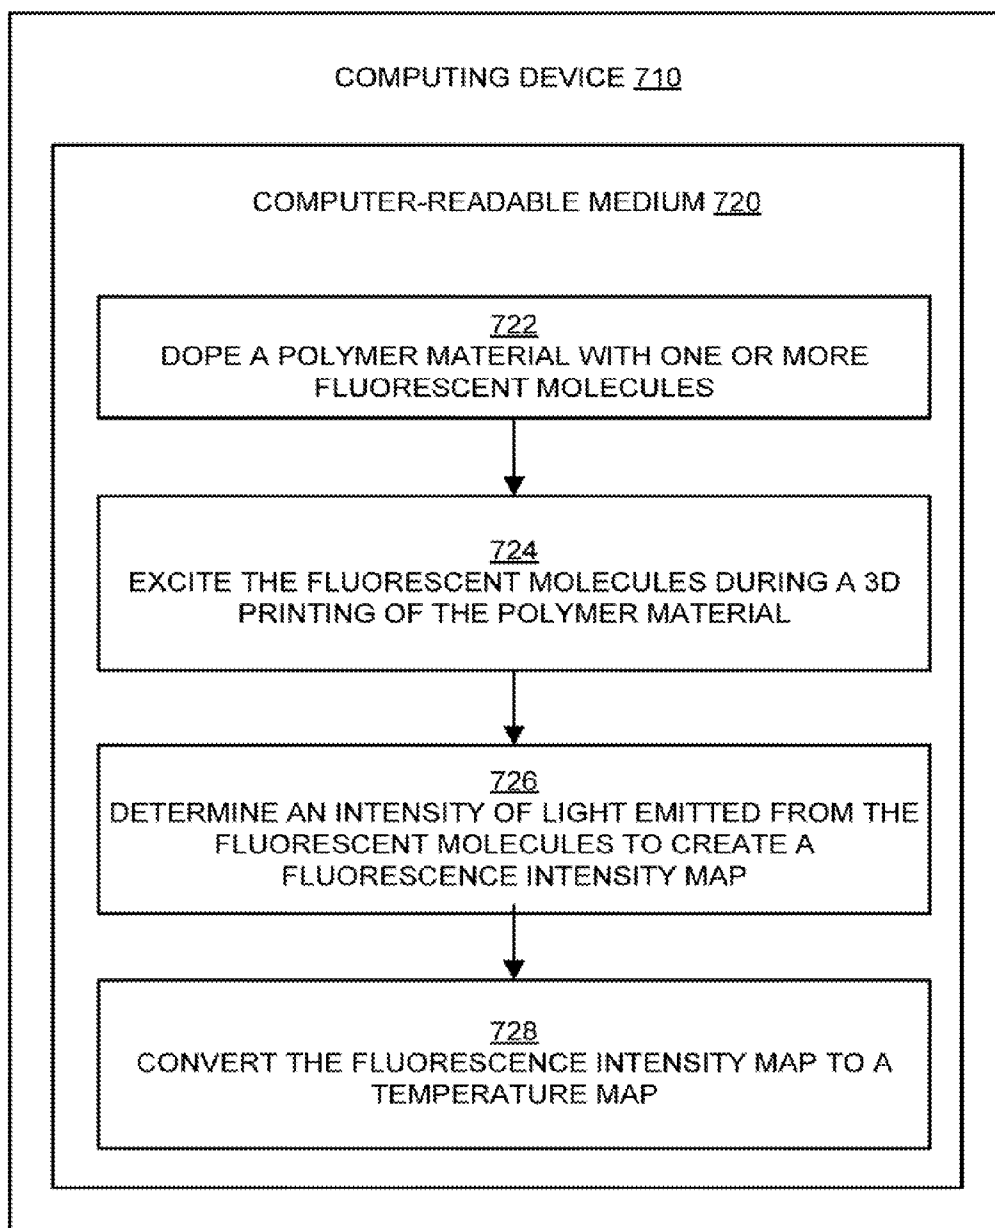 COMPUTING DEVICE 710
COMPUTER-READABLE MEDIUM 720
722
DOPE A POLYMER MATERIAL WITH ONE OR MORE
FLUORESCENT MOLECULES
724
EXCITE THE FLUORESCENT MOLECULES DURING A 3D
PRINTING OF THE POLYMER MATERIAL
726
DETERMINE AN INTENSITY OF LIGHT EMITTED FROM THE
FLUORESCENT MOLECULES TO CREATE A
FLUORESCENCE INTENSITY MAP
728
CONVERT THE FLUORESCENCE INTENSITY MAP TO A
TEMPERATURE MAP